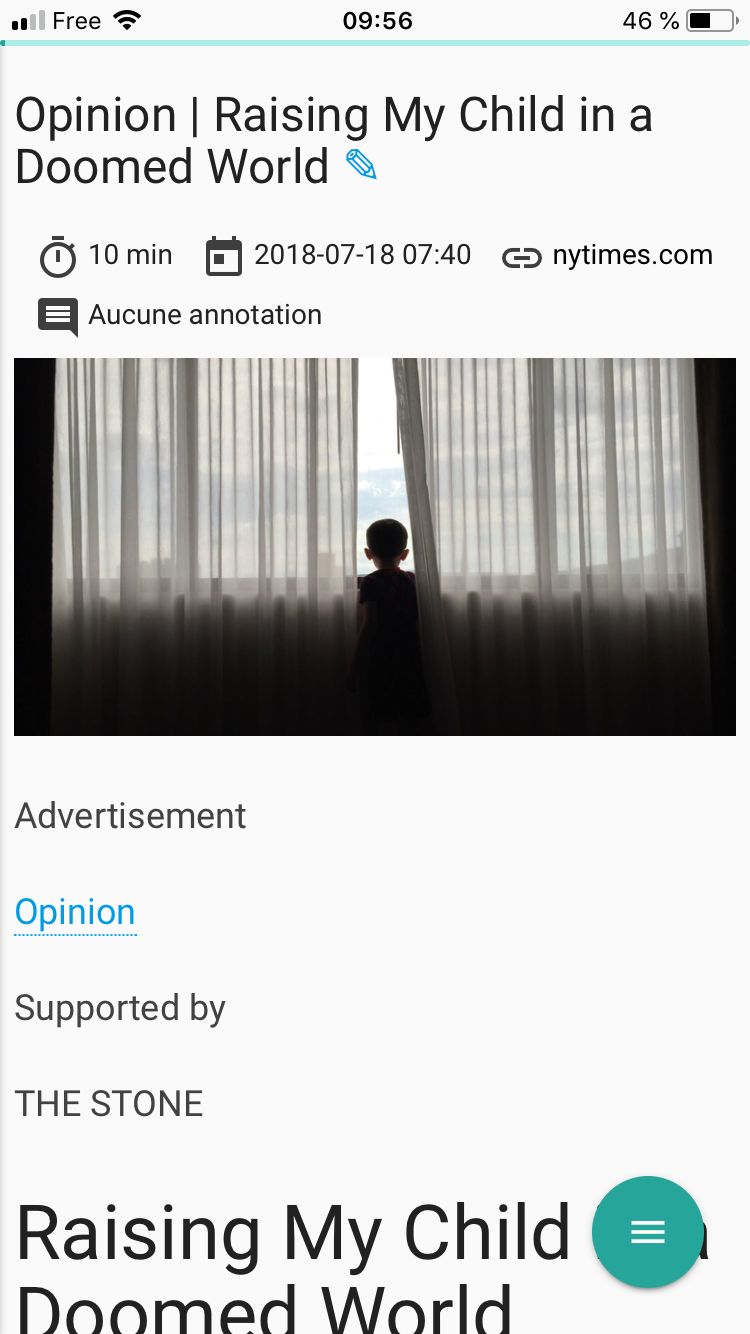 Free 09:56 46 %
Opinion | Raising My Child in a
Doomed World
10 min 2018-07-18 07:40 nytimes.com
Aucune annotation
Advertisement
Opinion
Supported by
THE STONE
Raising My Child
Doomed World